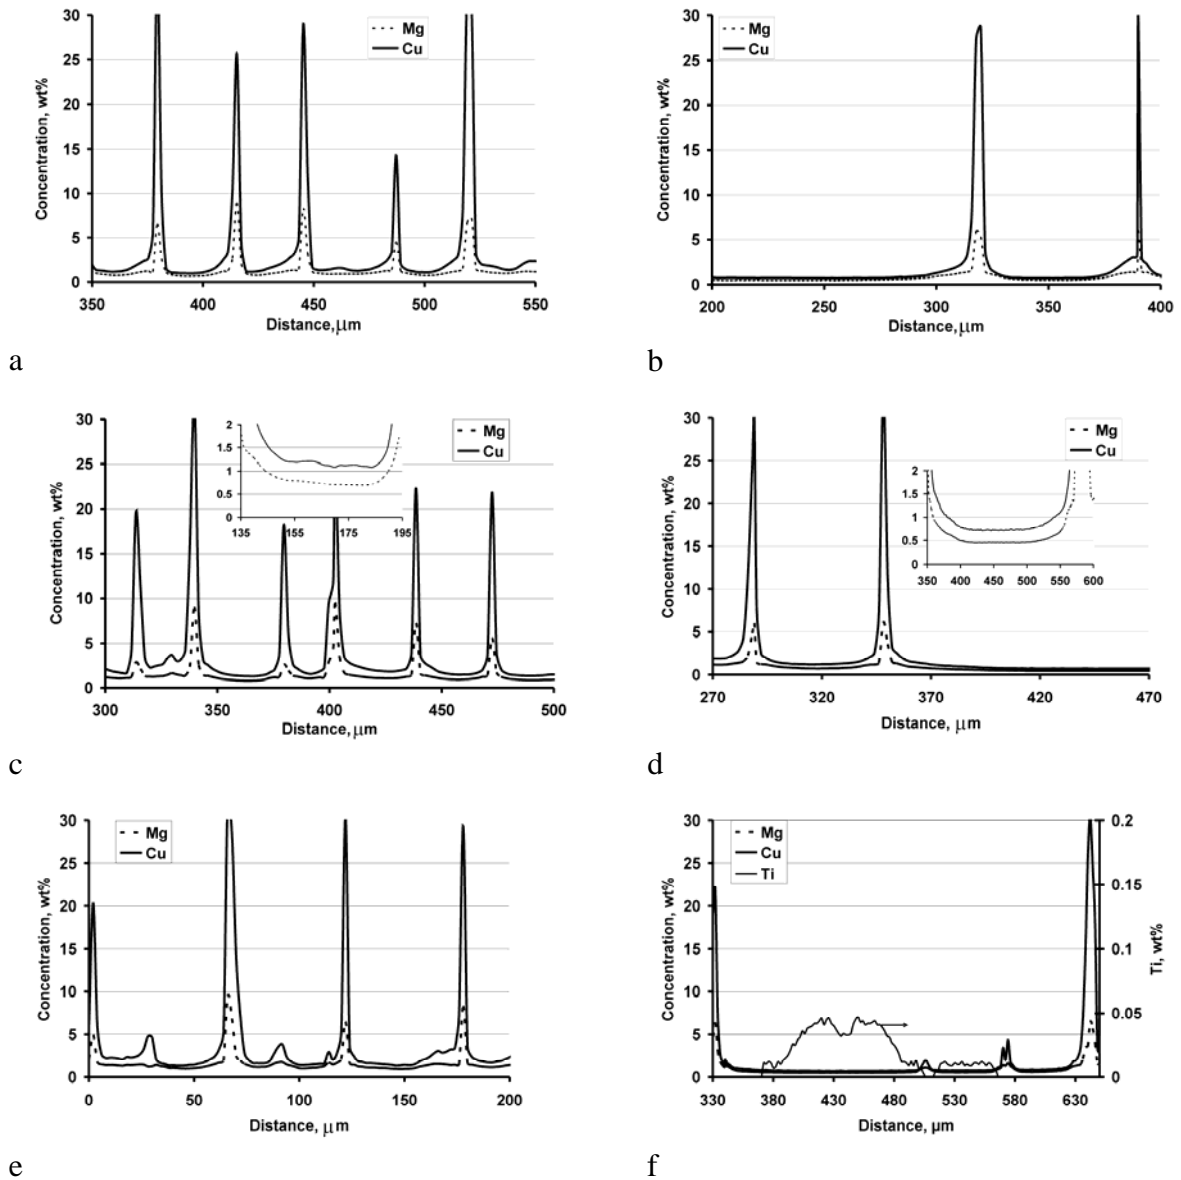 30
25
20
15
10
5
0
Concentration, wt%
Mg
Cu
350 400 450 500 550
Distance, μm
a
30
25
20
15
10
5
0
Concentration, wt%
Mg
Cu
200 250 300 350 400
Distance, μm
b
30
25
20
15
10
5
0
Concentration, wt%
2
1.5
1
0.5
0
135 155 175 195
Mg
Cu
300 350 400 450 500
Distance, μm
c
30
25
20
15
10
5
0
Concentration, wt%
Mg
Cu
2
1.5
1
0.5
0
350 400 450 500 550 600
270 320 370 420 470
Distance, μm
d
30
25
20
15
10
5
0
Concentration, wt%
Mg
Cu
0 50 100 150 200
Distance, μm
e
30
25
20
15
10
5
0
Concentration, wt%
Mg
Cu
Ti
0.2
0.15
0.1
0.05
0
Ti, wt%
330 380 430 480 530 580 630
Distance, μm
f